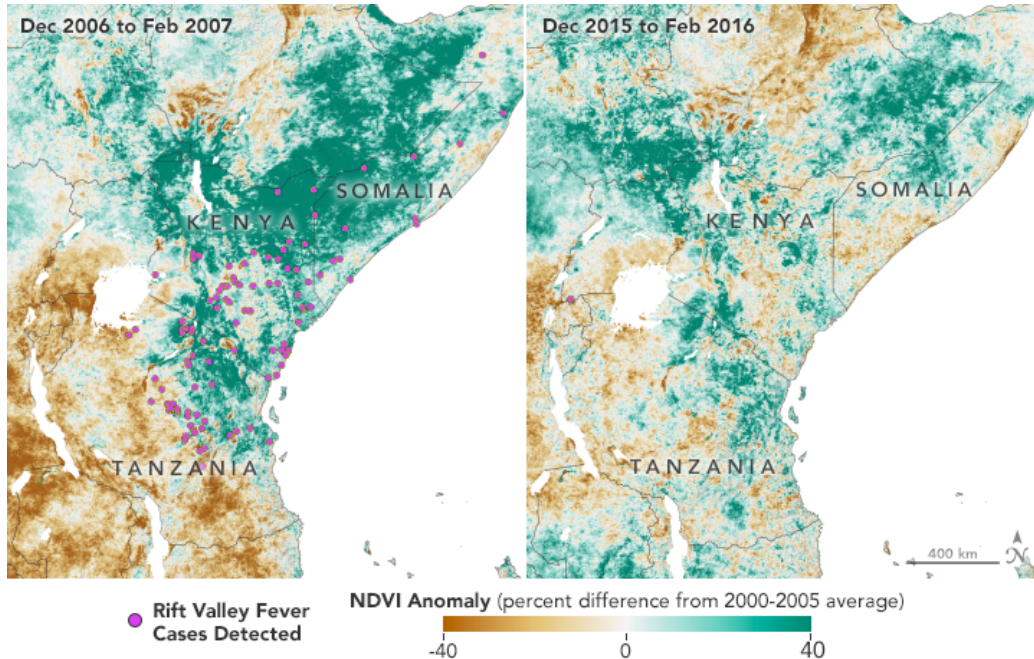 Dec 2006 to Feb 2007
Dec 2015 to Feb 2016
SOMALIA
KENYA
TANZANIA
SOMALIA
KENYA
TANZANIA
400 km
N
Rift Valley Fever
Cases Detected
NDVI Anomaly (percent difference from 2000-2005 average)
-40
0
40